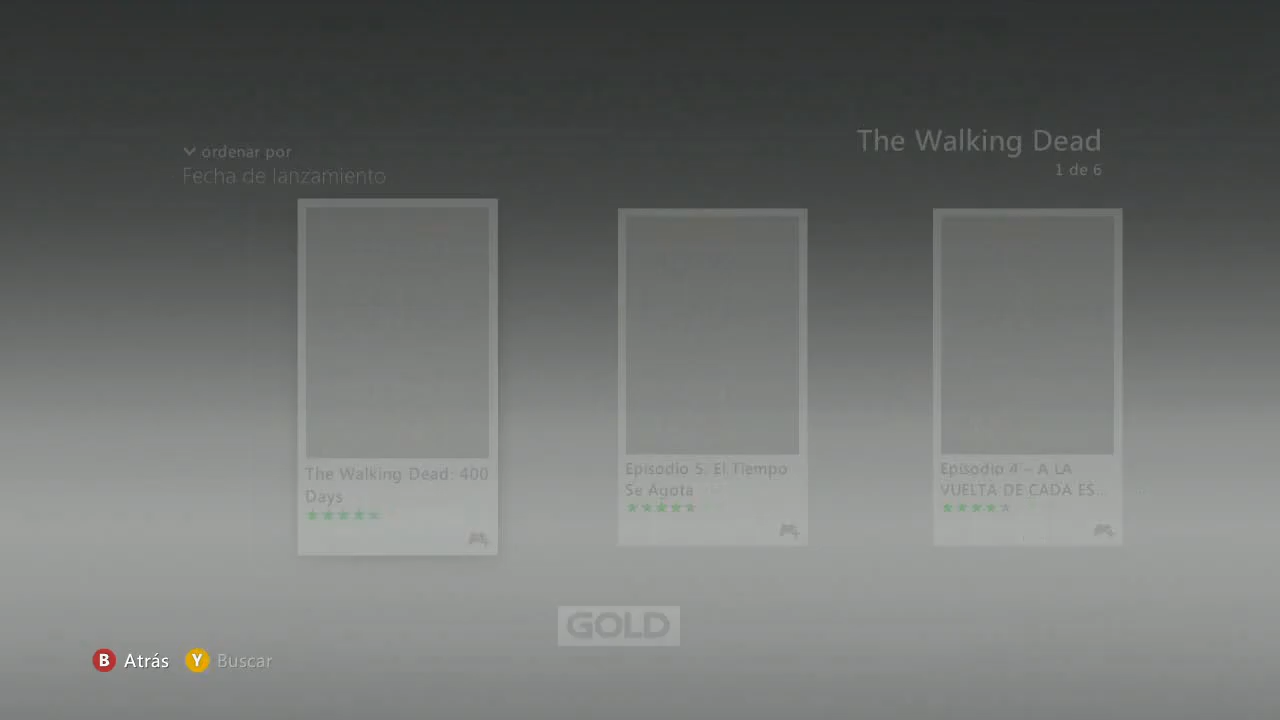 ordenar por
Fecha de lanzamiento
The Walking Dead
1 de 6
The Walking Dead: 400
Days
Episodio 5: El Tiempo
Se Agota
Episodio 4 – A LA
VUELTA DE CADA ES...
GOLD
B Atrás Y Buscar